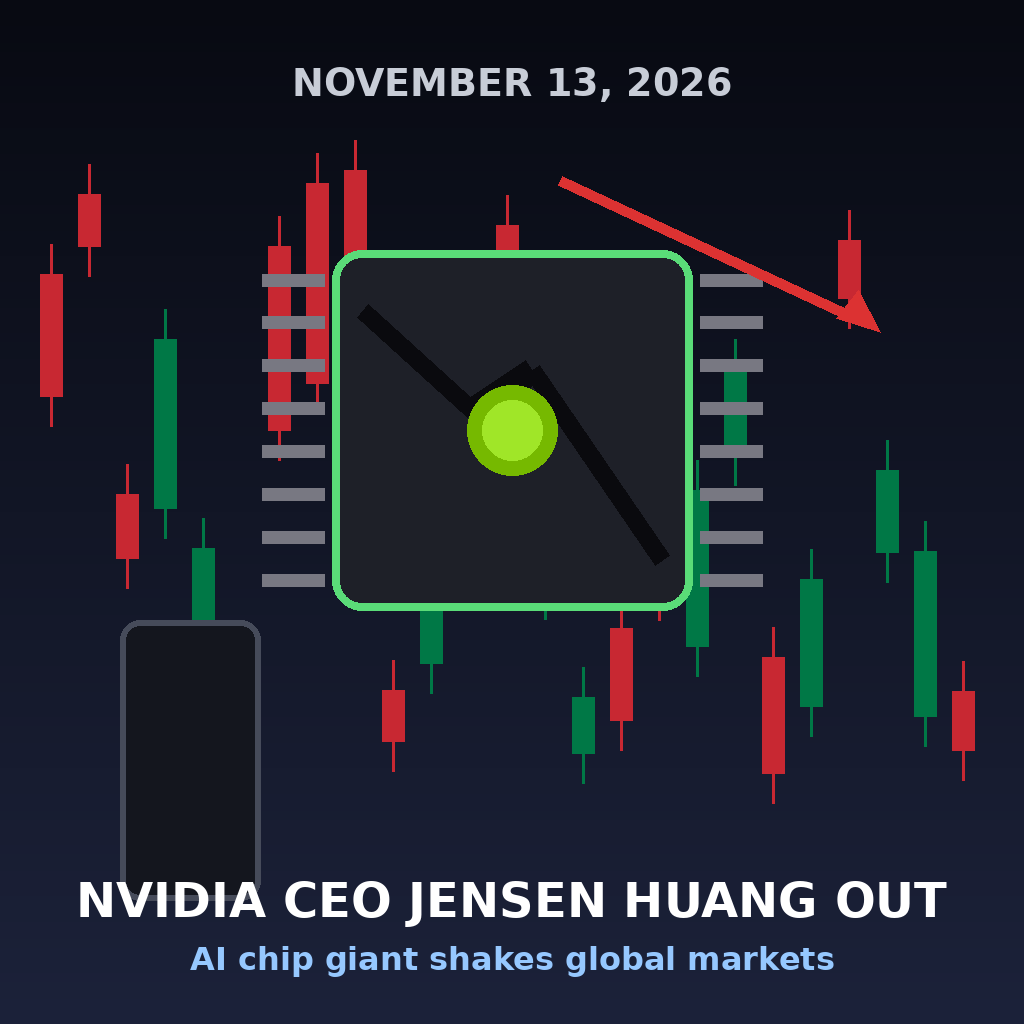 NOVEMBER 13, 2026
NVIDIA CEO JENSEN HUANG OUT
AI chip giant shakes global markets